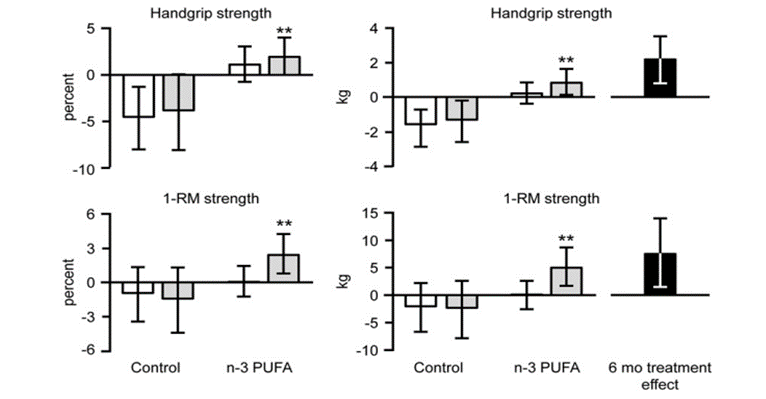 Handgrip strength
5
0
-5
-10
percent
**
Handgrip strength
4
2
0
-2
-4
kg
**
1-RM strength
6
3
0
-3
-6
percent
**
Control
n-3 PUFA
1-RM strength
15
10
5
0
-5
-10
kg
**
Control
n-3 PUFA
6 mo treatment
effect